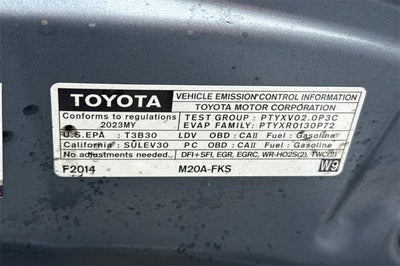 TOYOTA
VEHICLE EMISSION CONTROL INFORMATION
TOYOTA MOTOR CORPORATION
Conforms to regulations
2023MY
TEST GROUP : PTYXV02.0P3C
EVAP FAMILY: PTYXR0130P72
U.S.EPA : T3B30 LDV OBD : CAII Fuel : Gasoline
California : SULEV30 PC OBD : CAII Fuel : Gasoline
No adjustments needed. DFI+SFI, EGR, EGRC, WR-HO2S(2), TWC(2)
F2014 M20A-FKS W9